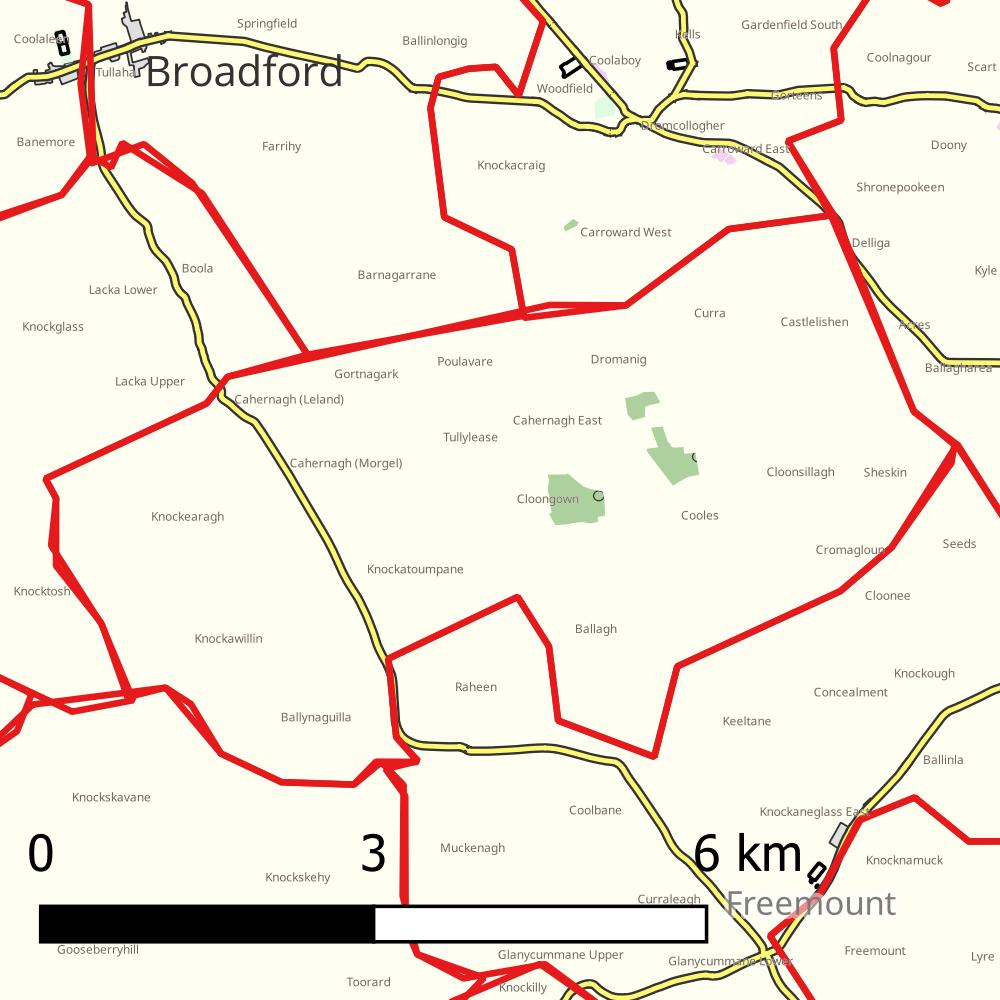 Springfield
Hells
Gardenfield South
Coolaleen
Ballinlongig
Coolaboy
Coolnagour
Scart
Tullaha
Broadford
Woodfield
Gorteens
Dromcollogher
Banemore
Farrihy
Carroward East
Doony
Knockacraig
Shronepookeen
Carroward West
Delliga
Boola
Barnagarrane
Kyle
Lacka Lower
Curra
Castlelishen
Acres
Knockglass
Poulavare
Dromanig
Ballagharea
Gortnagark
Lacka Upper
Cahernagh (Leland)
Cahernagh East
Tullylease
Cahernagh (Morgel)
Cloonsillagh
Sheskin
Cloongown
Knockearagh
Cooles
Cromagloun
Seeds
Knockatoumpane
Knocktosh
Cloonee
Ballagh
Knockawillin
Knockough
Raheen
Concealment
Ballynaguilla
Keeltane
Ballinla
Knockskavane
Coolbane
Knockaneglass East
0
3
6 km
Muckenagh
Knocknamuck
Knockskehy
Curraleagh
Freemount
Gooseberryhill
Glanycummane Upper
Freemount
Lyre
Glanycummane Lower
Toorard
Knockilly